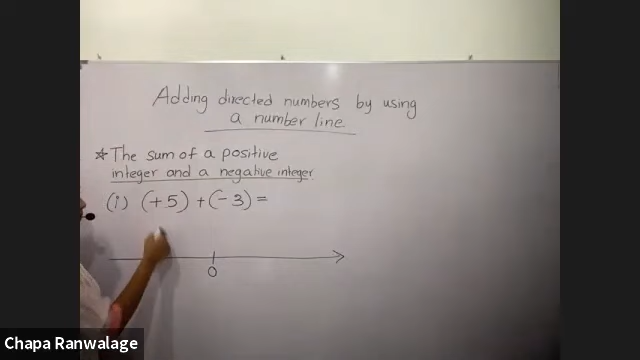 Adding directed numbers by using
a number line.
☆ The sum of a positive
integer and a negative integer
(i) (+5) + (-3) =
0
Chapa Ranwalage